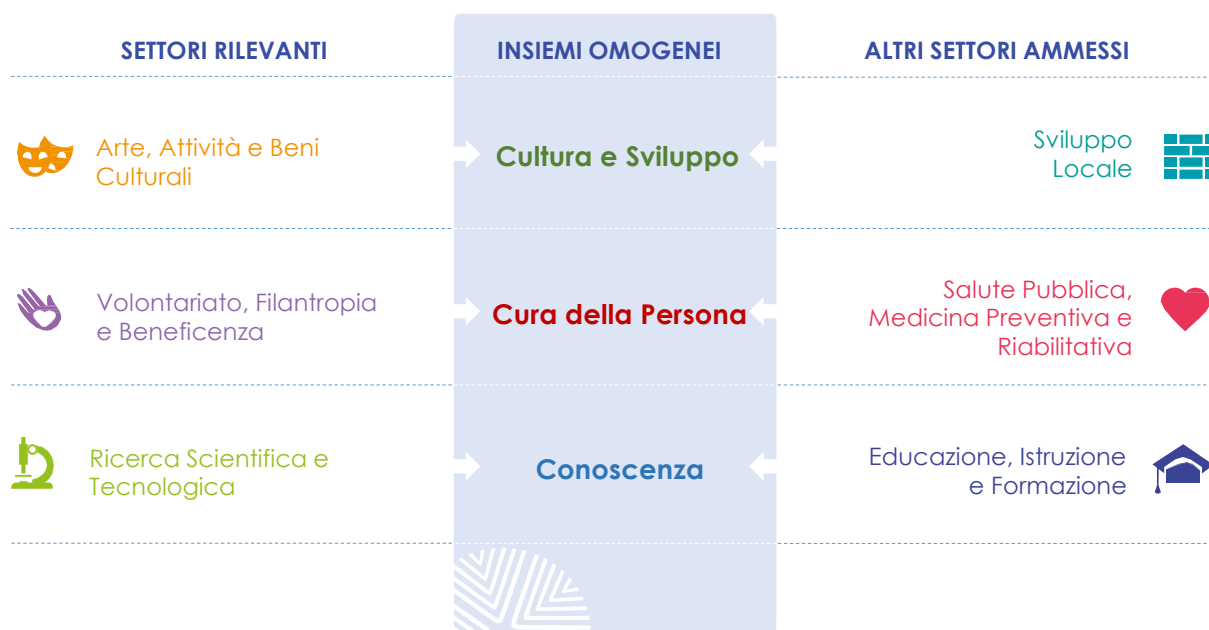 SETTORI RILEVANTI
INSIEMI OMOGENEI
ALTRI SETTORI AMMESSI
Arte, Attività e Beni
Culturali
Cultura e Sviluppo
Sviluppo
Locale
Volontariato, Filantropia
e Beneficenza
Cura della Persona
Salute Pubblica,
Medicina Preventiva e
Riabilitativa
Ricerca Scientifica e
Tecnologica
Conoscenza
Educazione, Istruzione
e Formazione